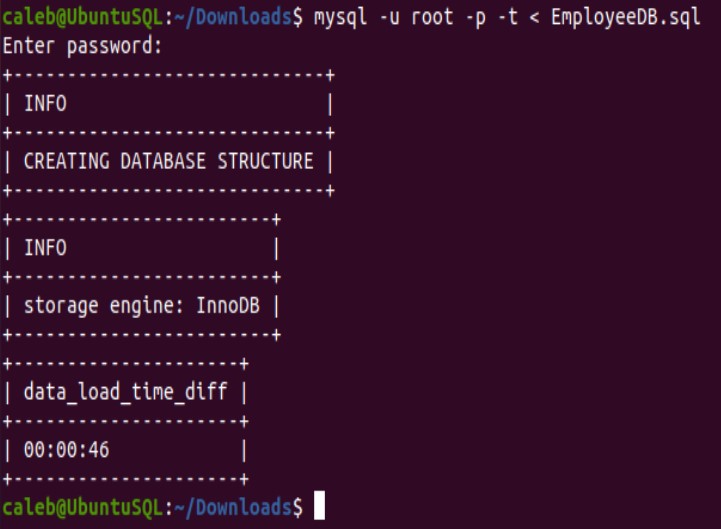 caleb@UbuntuSQL:~/Downloads$ mysql -u root -p -t < EmployeeDB.sql
Enter password:
+-----------------------------+
| INFO                        |
+-----------------------------+
| CREATING DATABASE STRUCTURE |
+-----------------------------+
+------------------------+
| INFO                   |
+------------------------+
| storage engine: InnoDB |
+------------------------+
+---------------------+
| data_load_time_diff |
+---------------------+
| 00:00:46            |
+---------------------+
caleb@UbuntuSQL:~/Downloads$